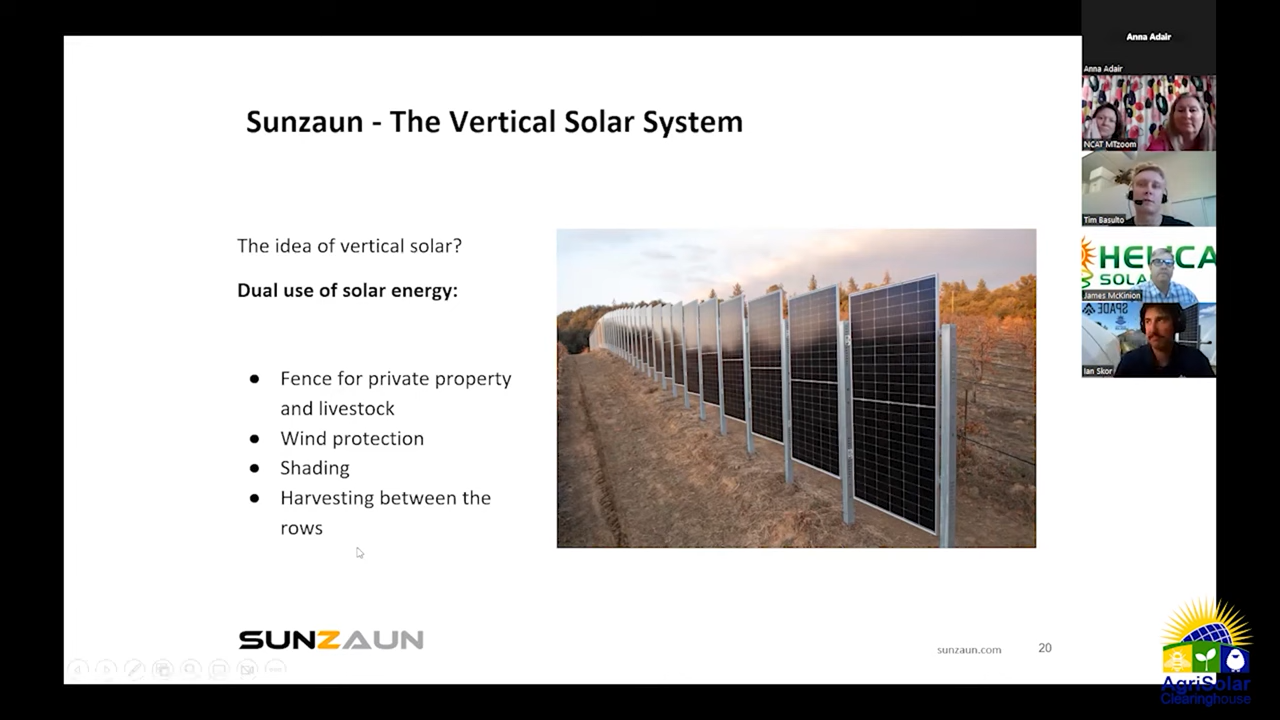 Sunzaun - The Vertical Solar System
The idea of vertical solar?
Dual use of solar energy:
● Fence for private property
and livestock
● Wind protection
● Shading
● Harvesting between the
rows
SUNZAUN
sunzaun.com
20
Anna Adair
Anna Adair
NCAT MTzoom
Tim Basulto
HELICA
SOLA
James McKinion
SPADE
Ian Skor
AgriSolar
Clearinghouse